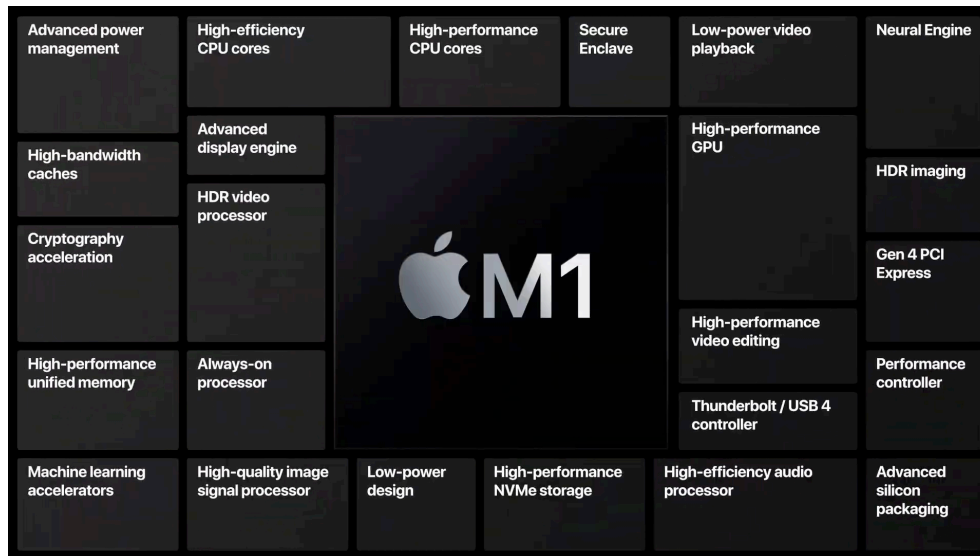 Advanced power
management
High-efficiency
CPU cores
High-performance
CPU cores
Secure
Enclave
Low-power video
playback
Neural Engine
High-bandwidth
caches
Advanced
display engine
HDR video
processor
M1
High-performance
GPU
HDR imaging
Cryptography
acceleration
Gen 4 PCI
Express
High-performance
video editing
High-performance
unified memory
Always-on
processor
Thunderbolt / USB 4
controller
Performance
controller
Machine learning
accelerators
High-quality image
signal processor
Low-power
design
High-performance
NVMe storage
High-efficiency audio
processor
Advanced
silicon
packaging